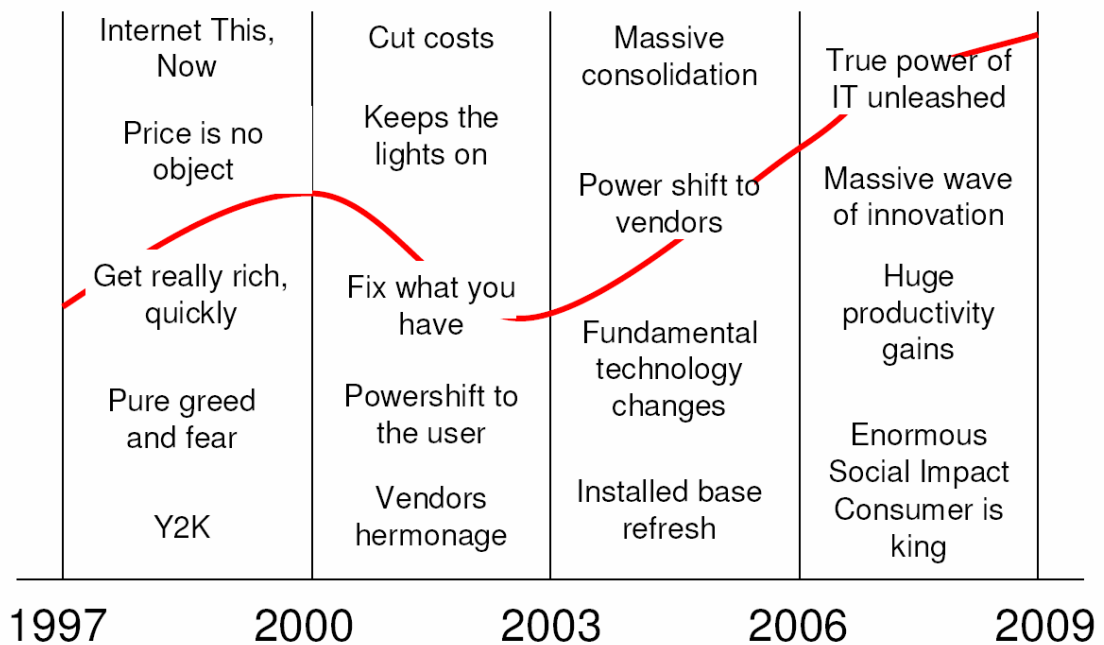 Internet This,
Now
Price is no
object
Get really rich,
quickly
Pure greed
and fear
Y2K
Cut costs
Keeps the
lights on
Fix what you
have
Powershift to
the user
Vendors
hermonage
Massive
consolidation
Power shift to
vendors
Fundamental
technology
changes
Installed base
refresh
True power of
IT unleashed
Massive wave
of innovation
Huge
productivity
gains
Enormous
Social Impact
Consumer is
king
1997 2000 2003 2006 2009